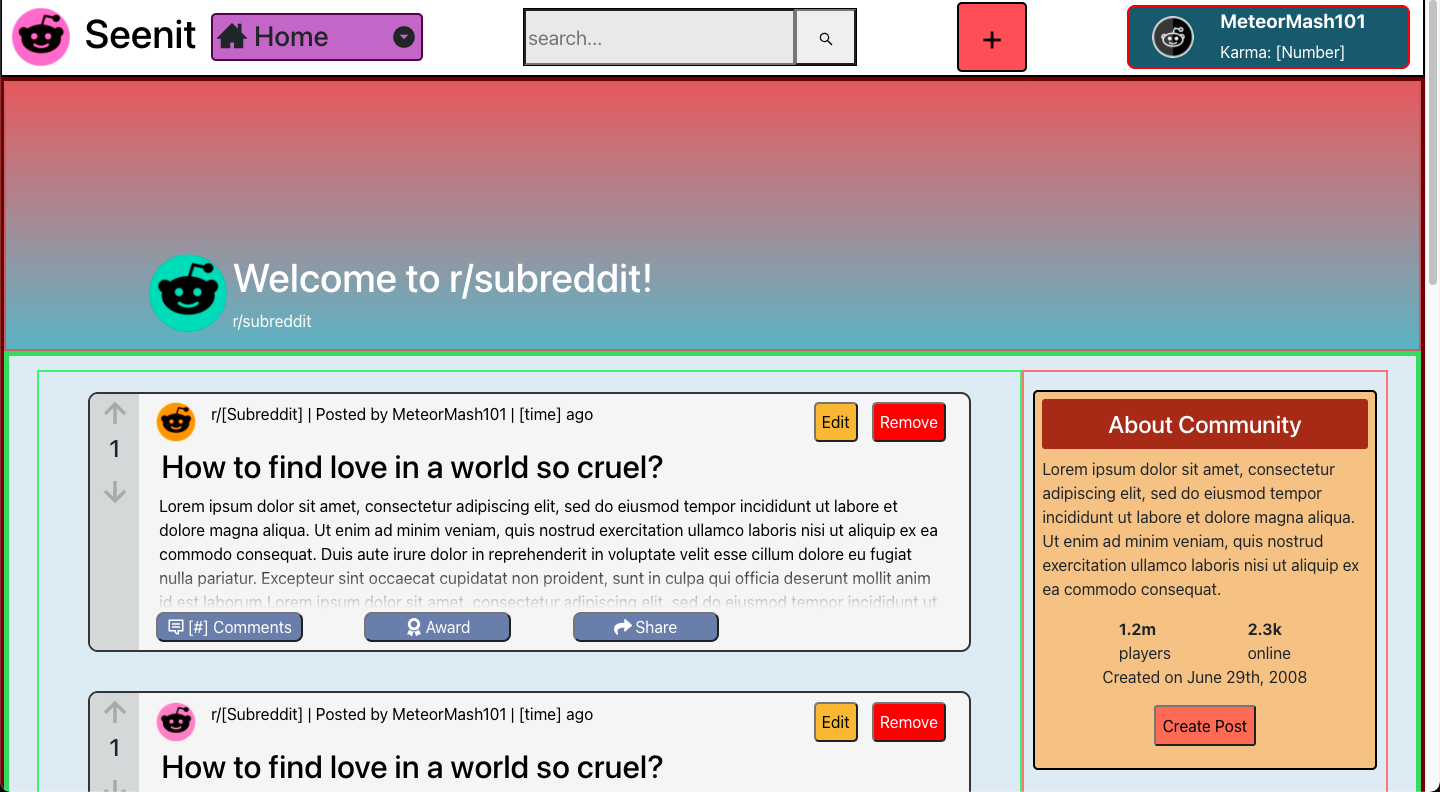 Seenit
Home
search...
+
MeteorMash101
Karma: [Number]
Welcome to r/subreddit!
r/subreddit
1
r/[Subreddit] | Posted by MeteorMash101 | [time] ago
Edit
Remove
How to find love in a world so cruel?
Lorem ipsum dolor sit amet, consectetur adipiscing elit, sed do eiusmod tempor incididunt ut labore et
dolore magna aliqua. Ut enim ad minim veniam, quis nostrud exercitation ullamco laboris nisi ut aliquip ex ea
commodo consequat. Duis aute irure dolor in reprehenderit in voluptate velit esse cillum dolore eu fugiat
nulla pariatur. Excepteur sint occaecat cupidatat non proident, sunt in culpa qui officia deserunt mollit anim
id est laborum.Lorem ipsum dolor sit amet, consectetur adipiscing elit, sed do eiusmod tempor incididunt ut
[#] Comments
Award
Share
1
r/[Subreddit] | Posted by MeteorMash101 | [time] ago
Edit
Remove
How to find love in a world so cruel?
About Community
Lorem ipsum dolor sit amet, consectetur
adipiscing elit, sed do eiusmod tempor
incididunt ut labore et dolore magna aliqua.
Ut enim ad minim veniam, quis nostrud
exercitation ullamco laboris nisi ut aliquip ex
ea commodo consequat.
1.2m
players
2.3k
online
Created on June 29th, 2008
Create Post